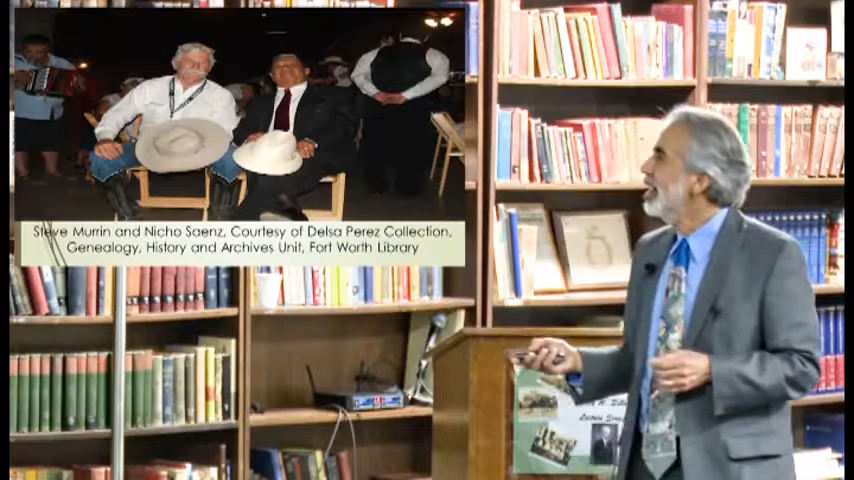 Steve Murrin and Nicho Saenz, Courtesy of Delsa Perez Collection,
Genealogy, History and Archives Unit, Fort Worth Library